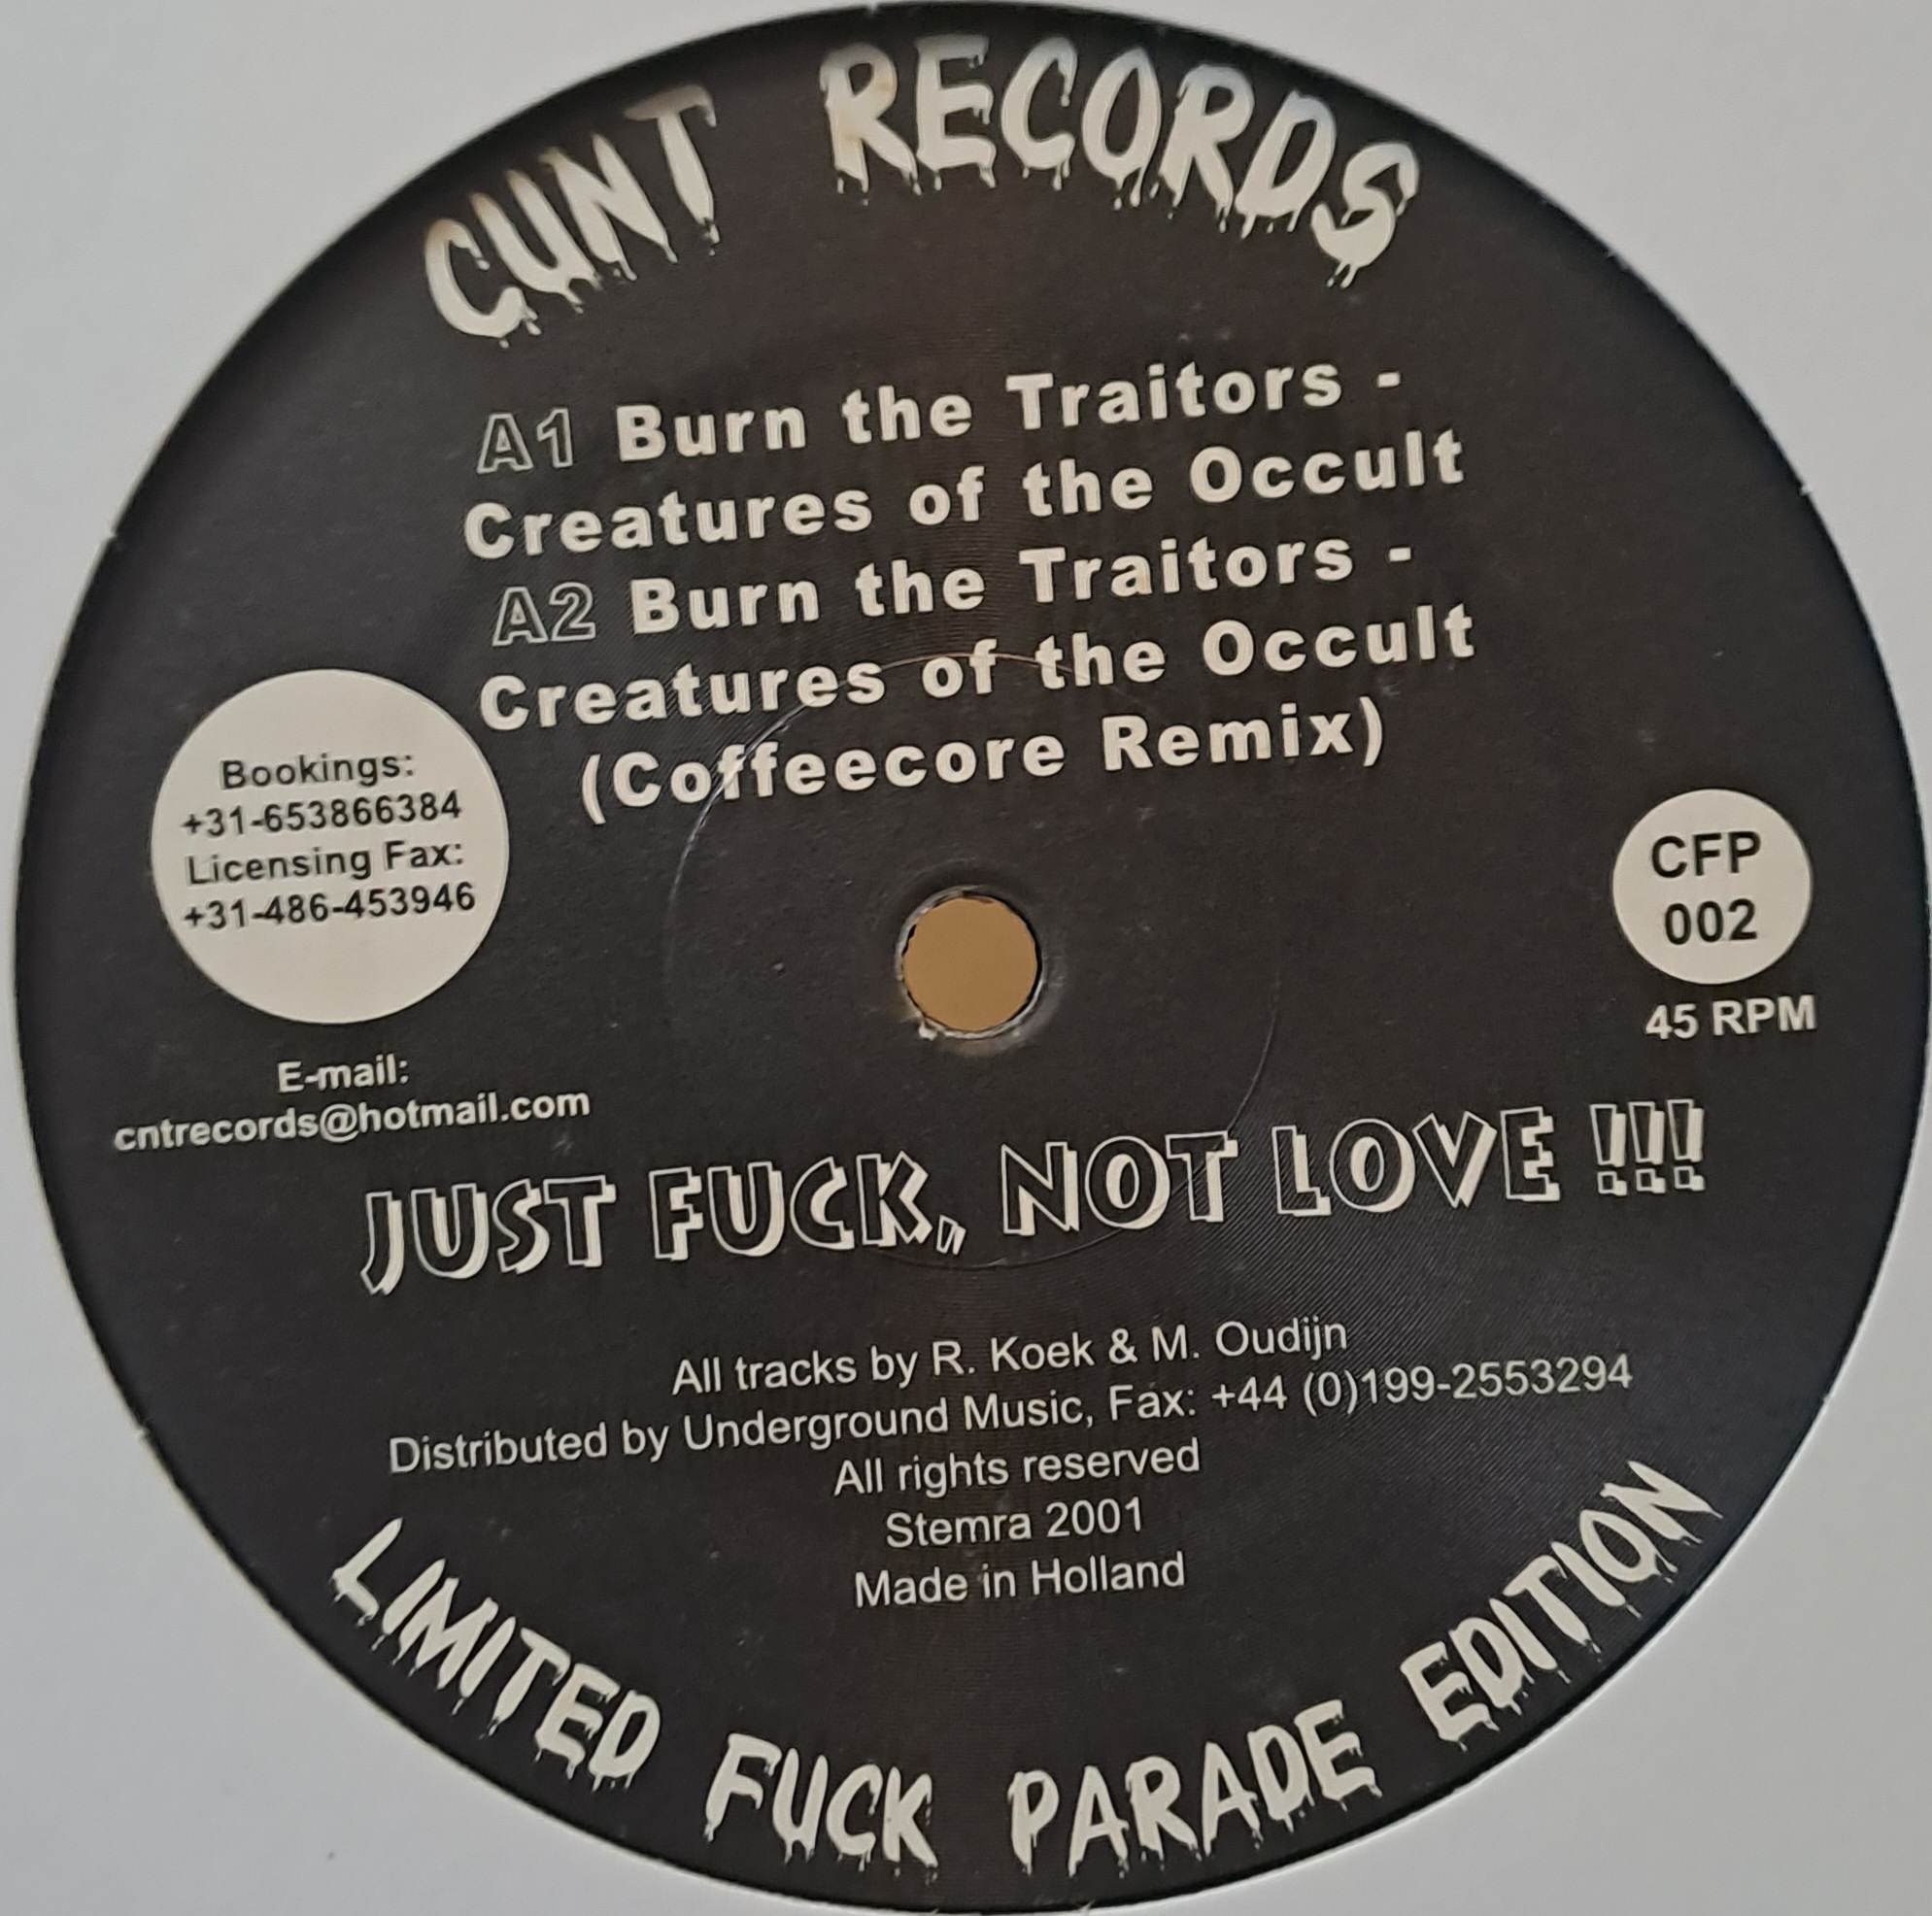 CUNT RECORDS
A1 Burn the Traitors -
Creatures of the Occult
A2 Burn the Traitors -
Creatures of the Occult
(Coffeecore Remix)
Bookings:
+31-653866384
Licensing Fax:
+31-486-453946
E-mail:
cntrecords@hotmail.com
CFP
002
45 RPM
JUST FUCK, NOT LOVE !!!
All tracks by R. Koek & M. Oudijn
Distributed by Underground Music, Fax: +44 (0)199-2553294
All rights reserved
Stemra 2001
Made in Holland
LIMITED FUCK PARADE EDITION